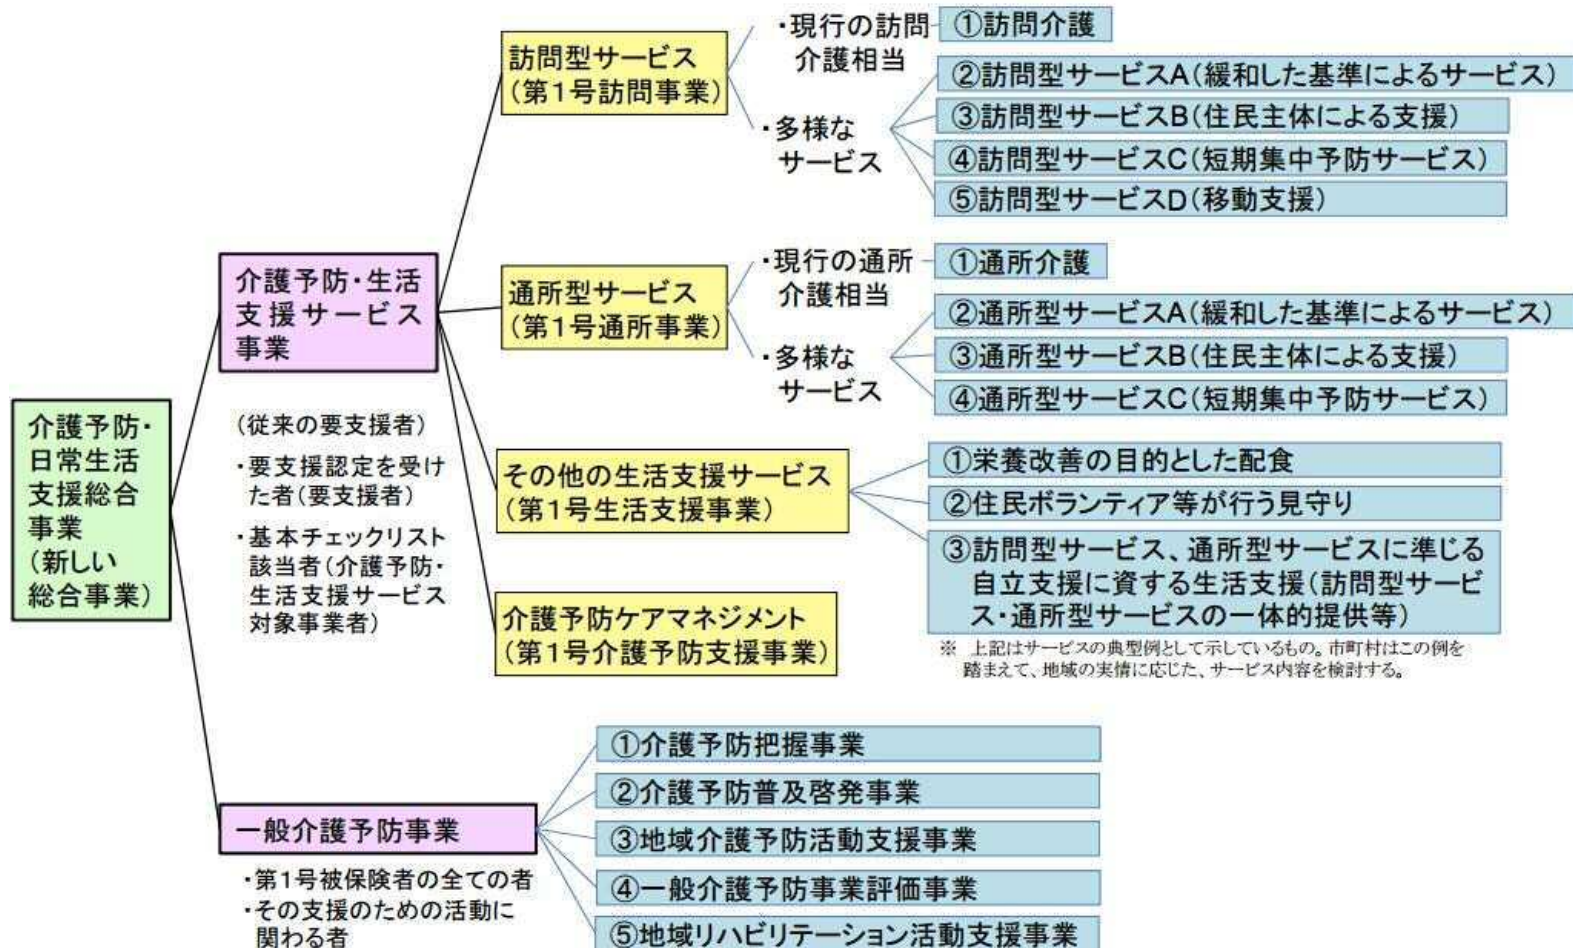 介護予防・
日常生活
支援総合
事業
(新しい
総合事業)
介護予防・生活
支援サービス
事業
(従来の要支援者)
・要支援認定を受け
た者(要支援者)
・基本チェックリスト
該当者(介護予防・
生活支援サービス
対象事業者)
訪問型サービス
(第1号訪問事業)
・現行の訪問
介護相当
①訪問介護
・多様な
サービス
②訪問型サービスA(緩和した基準によるサービス)
③訪問型サービスB(住民主体による支援)
④訪問型サービスC(短期集中予防サービス)
⑤訪問型サービスD(移動支援)
通所型サービス
(第1号通所事業)
・現行の通所
介護相当
①通所介護
・多様な
サービス
②通所型サービスA(緩和した基準によるサービス)
③通所型サービスB(住民主体による支援)
④通所型サービスC(短期集中予防サービス)
その他の生活支援サービス
(第1号生活支援事業)
①栄養改善の目的とした配食
②住民ボランティア等が行う見守り
③訪問型サービス、通所型サービスに準じる
自立支援に資する生活支援(訪問型サービ
ス・通所型サービスの一体的提供等)
介護予防ケアマネジメント
(第1号介護予防支援事業)
※ 上記はサービスの典型例として示しているもの。市町村はこの例を
踏まえて、地域の実情に応じた、サービス内容を検討する。
一般介護予防事業
・第1号被保険者の全ての者
・その支援のための活動に
関わる者
①介護予防把握事業
②介護予防普及啓発事業
③地域介護予防活動支援事業
④一般介護予防事業評価事業
⑤地域リハビリテーション活動支援事業